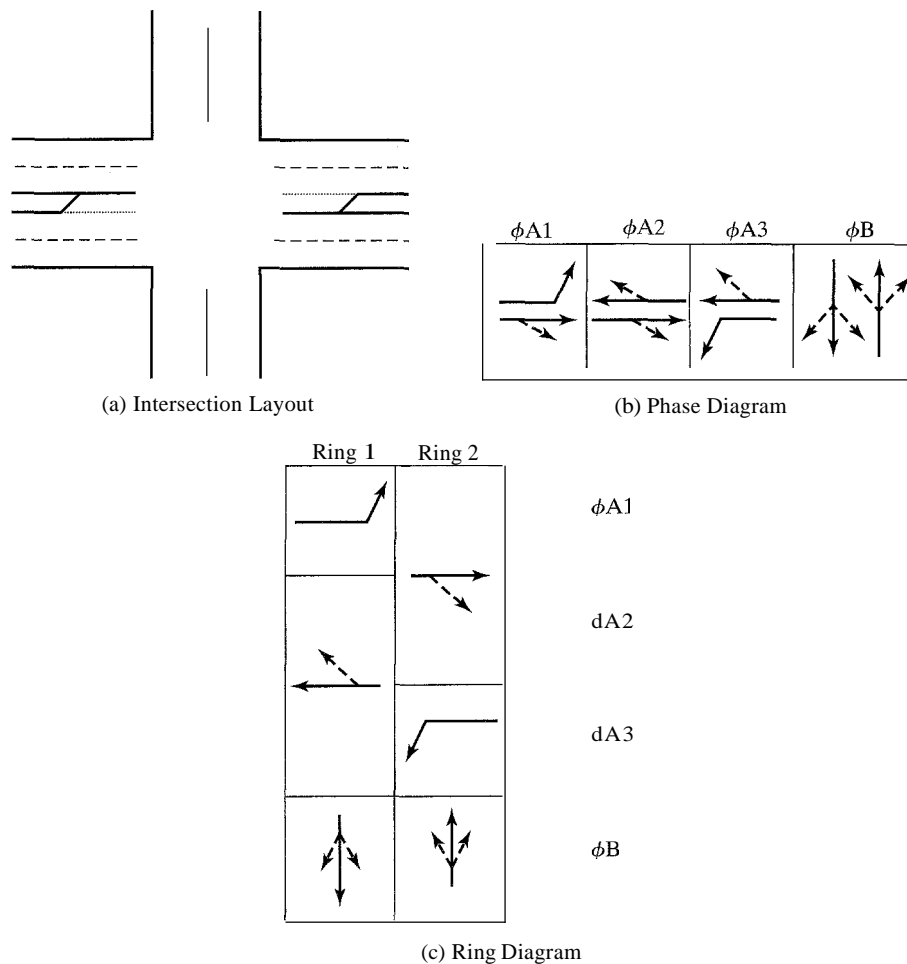 ϕA1 ϕA2 ϕA3 ϕB
(a) Intersection Layout
(b) Phase Diagram
Ring 1 Ring 2
ϕA1
dA2
dA3
ϕB
(c) Ring Diagram